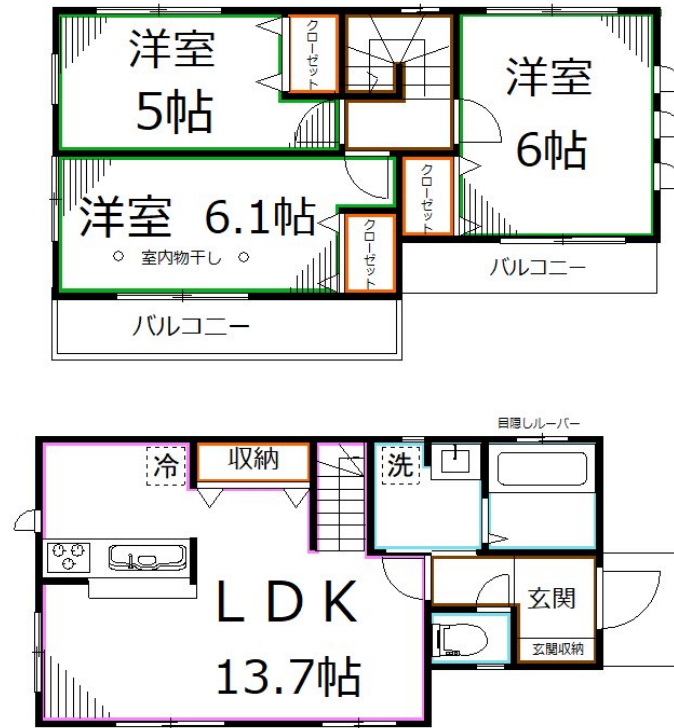 洋室
5帖
クローゼット
洋室
6帖
洋室 6.1帖
室内物干し
クローゼット
クローゼット
バルコニー
バルコニー
目隠しルーバー
冷
収納
洗
LDK
13.7帖
玄関
玄関収納